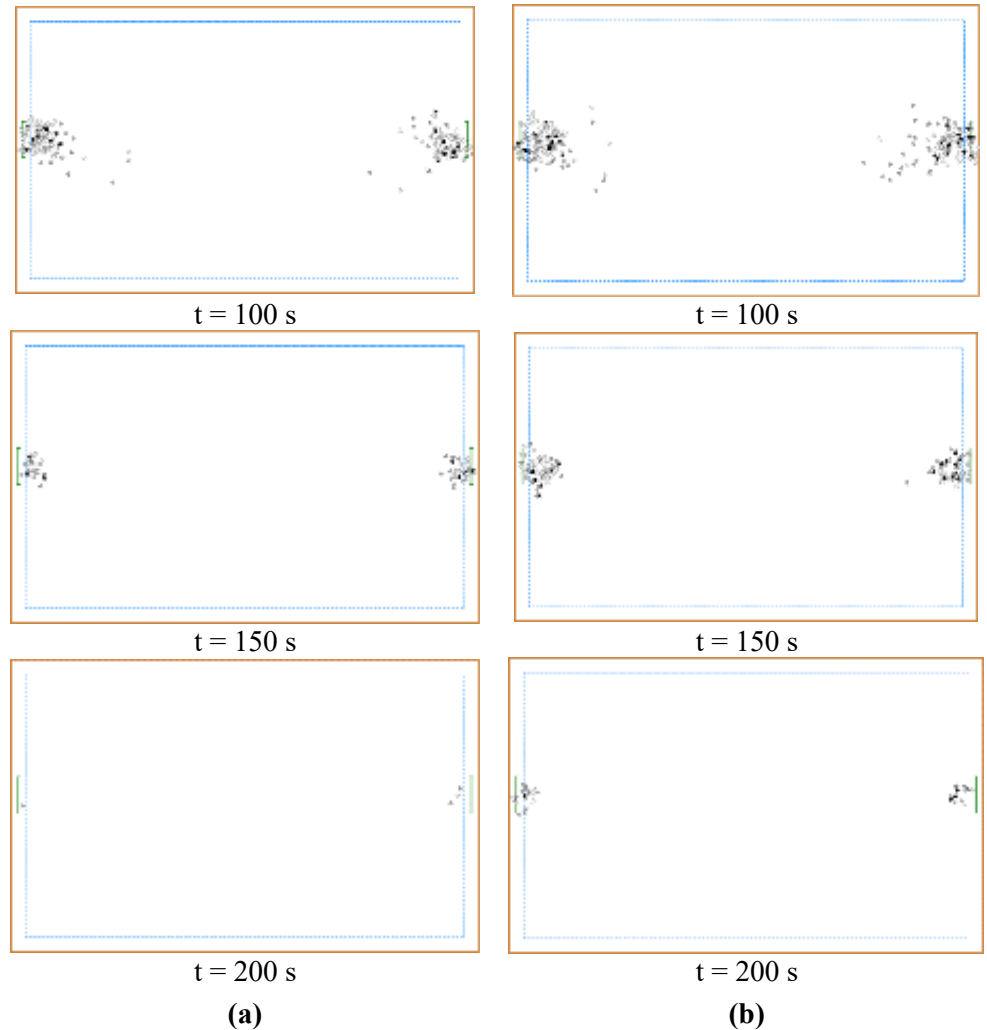 t = 100 s
t = 100 s
t = 150 s
t = 150 s
t = 200 s
t = 200 s
(a)
(b)